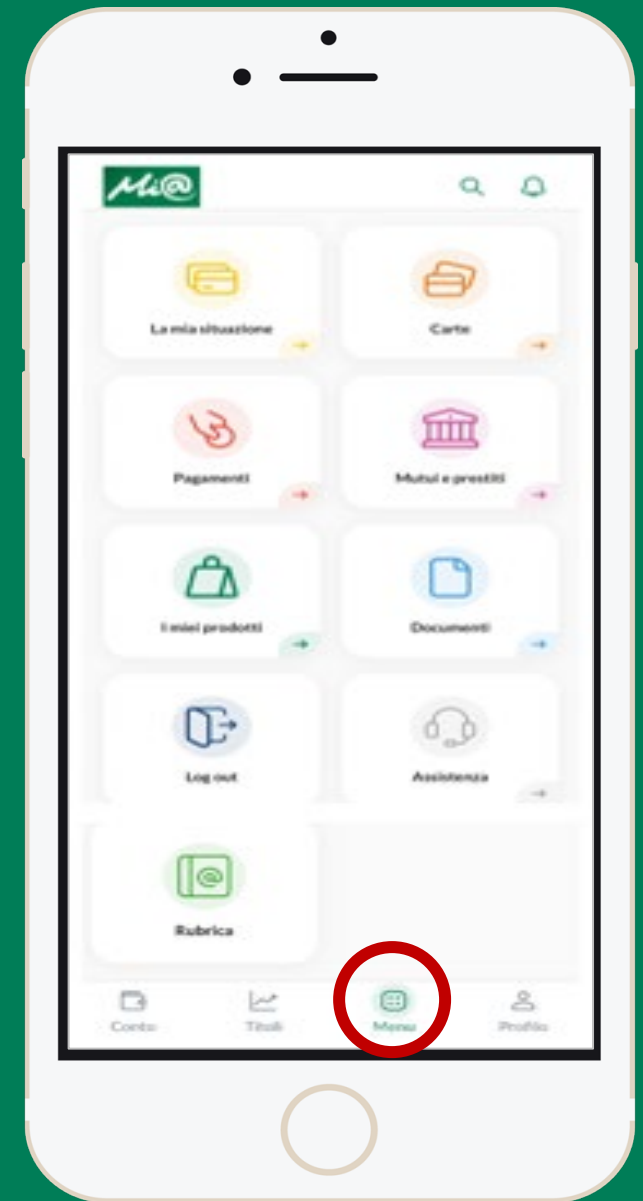 Mi@
La mia situazione
Carte
Pagamenti
Mutui e prestiti
I miei prodotti
Documenti
Log out
Assistenza
Rubrica
Conto
Titoli
Menu
Profilo